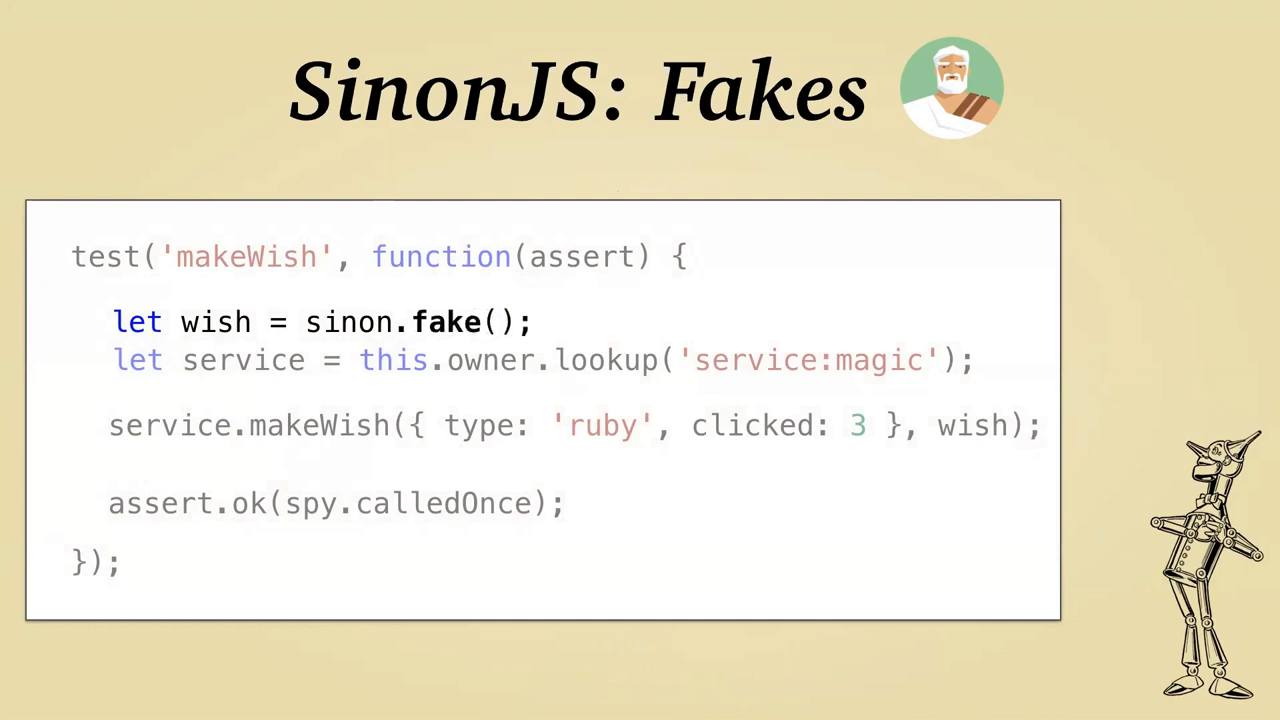 SinonJS: Fakes
test('makeWish', function(assert) {
let wish = sinon.fake();
let service = this.owner.lookup('service:magic');
service.makeWish({ type: 'ruby', clicked: 3 }, wish);
assert.ok(spy.calledOnce);
});